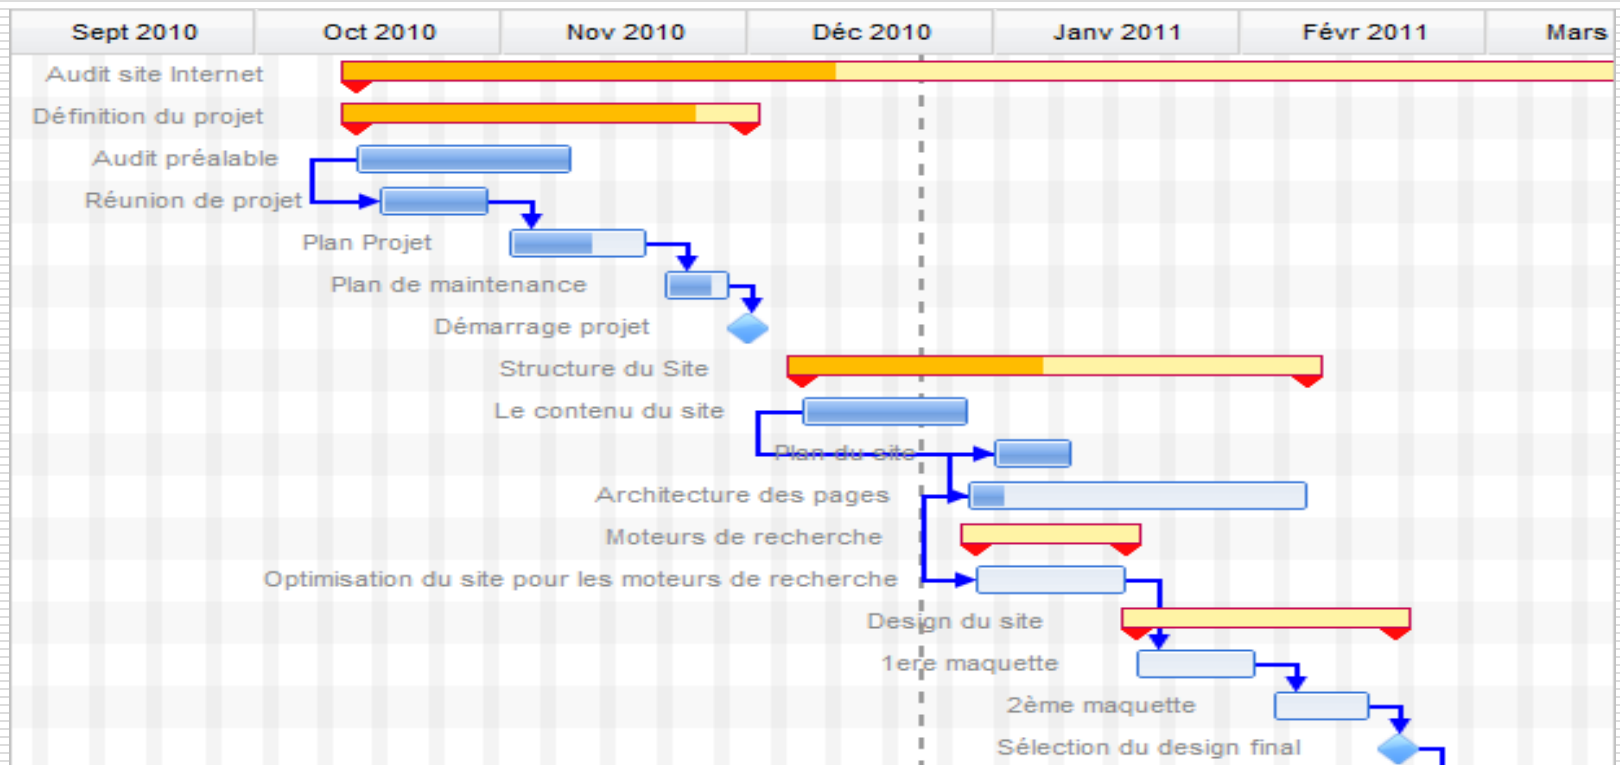 Sept 2010 Oct 2010 Nov 2010 Déc 2010 Janv 2011 Févr 2011 Mars
Audit site Internet
Définition du projet
Audit préalable
Réunion de projet
Plan Projet
Plan de maintenance
Démarrage projet
Structure du Site
Le contenu du site
Plan du site
Architecture des pages
Moteurs de recherche
Optimisation du site pour les moteurs de recherche
Design du site
1ere maquette
2ème maquette
Sélection du design final